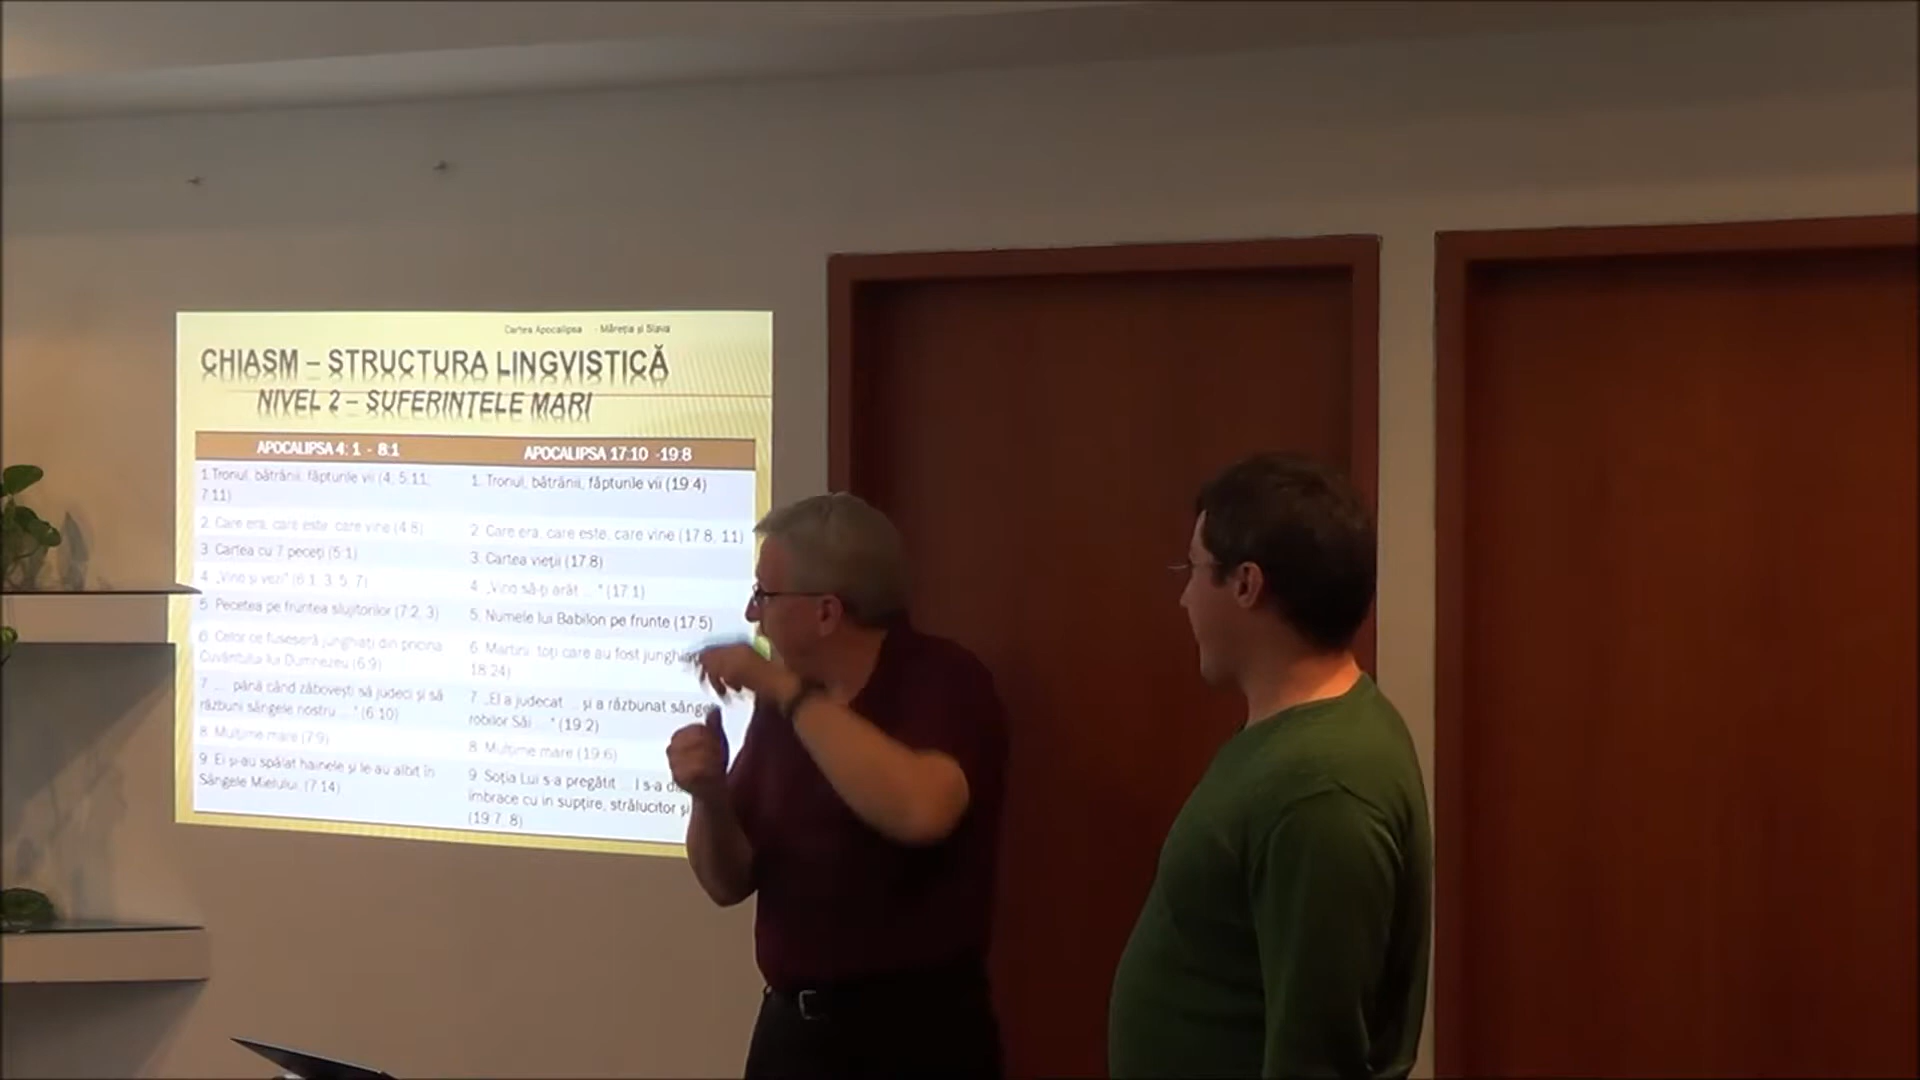 Cartea Apocalipsa - Măreția și Slava
CHIASM – STRUCTURA LINGVISTICĂ
NIVEL 2 – SUFERINTELE MARI
APOCALIPSA 4: 1 - 8:1
1.Tronul, bătrânii, făpturile vii (4; 5:11;
7:11)
2. Care era, care este, care vine (4:8)
3. Cartea cu 7 peceți (5:1)
4. „Vino și vezi" (6:1, 3, 5, 7)
5. Pecetea pe fruntea slujitorilor (7:2, 3)
6. Celor ce fuseseră junghiați din pricina
Cuvântului lui Dumnezeu (6:9)
7. ... până când zăbovești să judeci și să
răzbuni sângele nostru ..." (6:10)
8. Mulțime mare (7:9)
9. Ei și-au spălat hainele și le-au albit în
Sângele Mielului. (7:14)
APOCALIPSA 17:10 -19:8
1. Tronul, bătrânii, făpturile vii (19:4)
2. Care era, care este, care vine (17:8, 11)
3. Cartea vieții (17:8)
4. „Vino să-ți arăt ... " (17:1)
5. Numele lui Babilon pe frunte (17:5)
6. Martirii: toți care au fost
18:24)
7. „El a judecat ... și a răzbunat
robilor Săi ..." (19:2)
8. Mulțime mare (19:6)
9. Soția Lui s-a pregătit ... I s-a
îmbrace cu in supțire, strălucitor și
(19:7, 8)